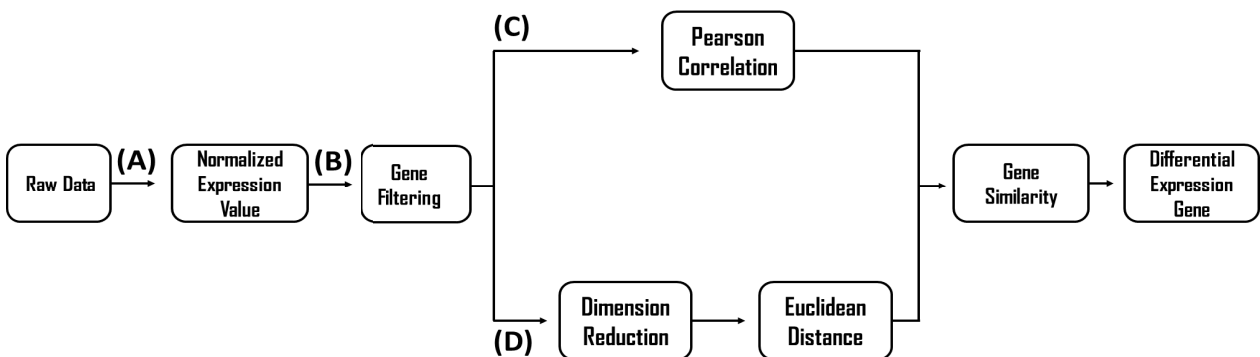 (C)
Pearson
Correlation
Raw Data
(A)
Normalized
Expression
Value
(B)
Gene
Filtering
Gene
Similarity
Differential
Expression
Gene
(D)
Dimension
Reduction
Euclidean
Distance